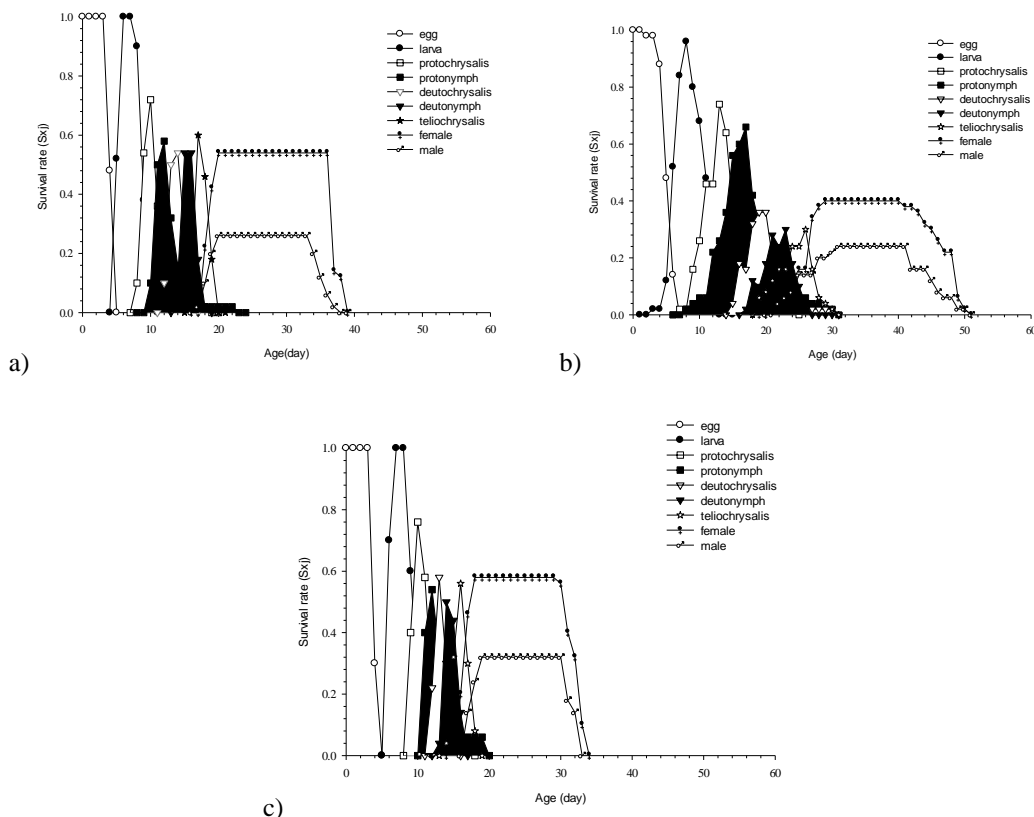 1.0
0.8
0.6
0.4
0.2
0.0
Survival rate (Sxj)
0 10 20 30 40 50 60
Age(day)
egg
larva
protochrysalis
protonymph
deutochrysalis
deutonymph
teliochrysalis
female
male
a)
1.0
0.8
0.6
0.4
0.2
0.0
Survival rate (Sxj)
0 10 20 30 40 50 60
Age (day)
egg
larva
protochrysalis
protonymph
deutochrysalis
deutonymph
teliochrysalis
female
male
b)
1.0
0.8
0.6
0.4
0.2
0.0
Survival rate (Sxj)
0 10 20 30 40 50 60
Age (day)
egg
larva
protochrysalis
protonymph
deutochrysalis
deutonymph
teliochrysalis
female
male
c)